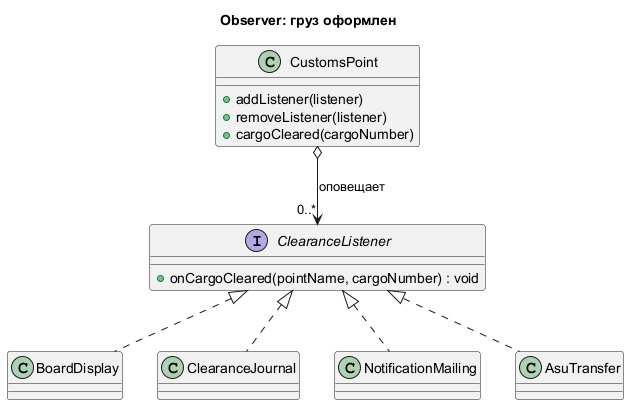 Observer: груз оформлен
C CustomsPoint
addListener(listener)
removeListener(listener)
cargoCleared(cargoNumber)
оповещает
0..*
I ClearanceListener
onCargoCleared(pointName, cargoNumber) : void
C BoardDisplay
C ClearanceJournal
C NotificationMailing
C AsuTransfer